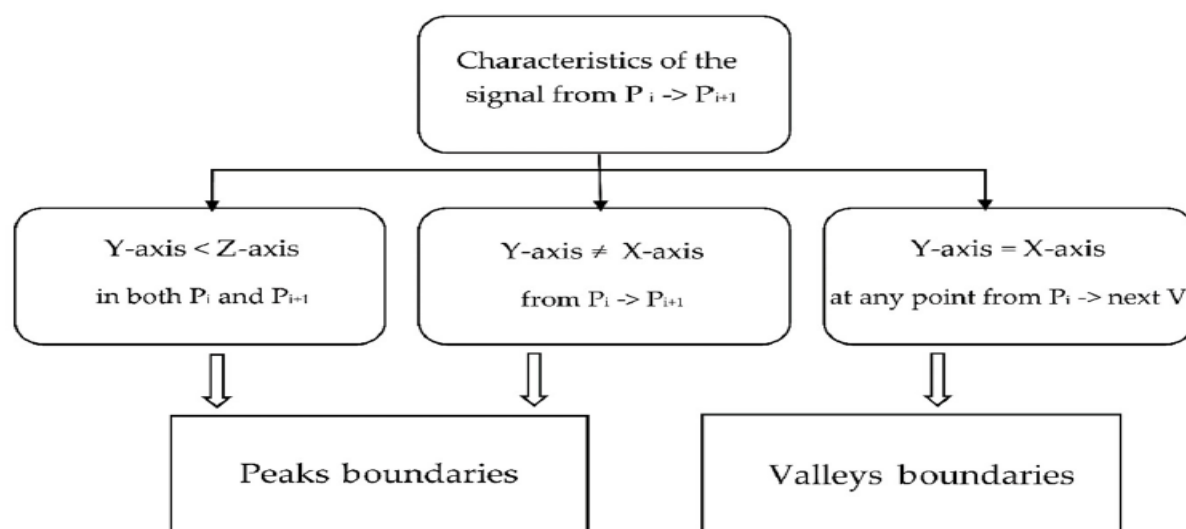 Characteristics of the
signal from P i -> Pi+1
Y-axis < Z-axis
in both Pi and Pi+1
Y-axis ≠ X-axis
from Pi -> Pi+1
Y-axis = X-axis
at any point from Pi -> next V
Peaks boundaries
Valleys boundaries